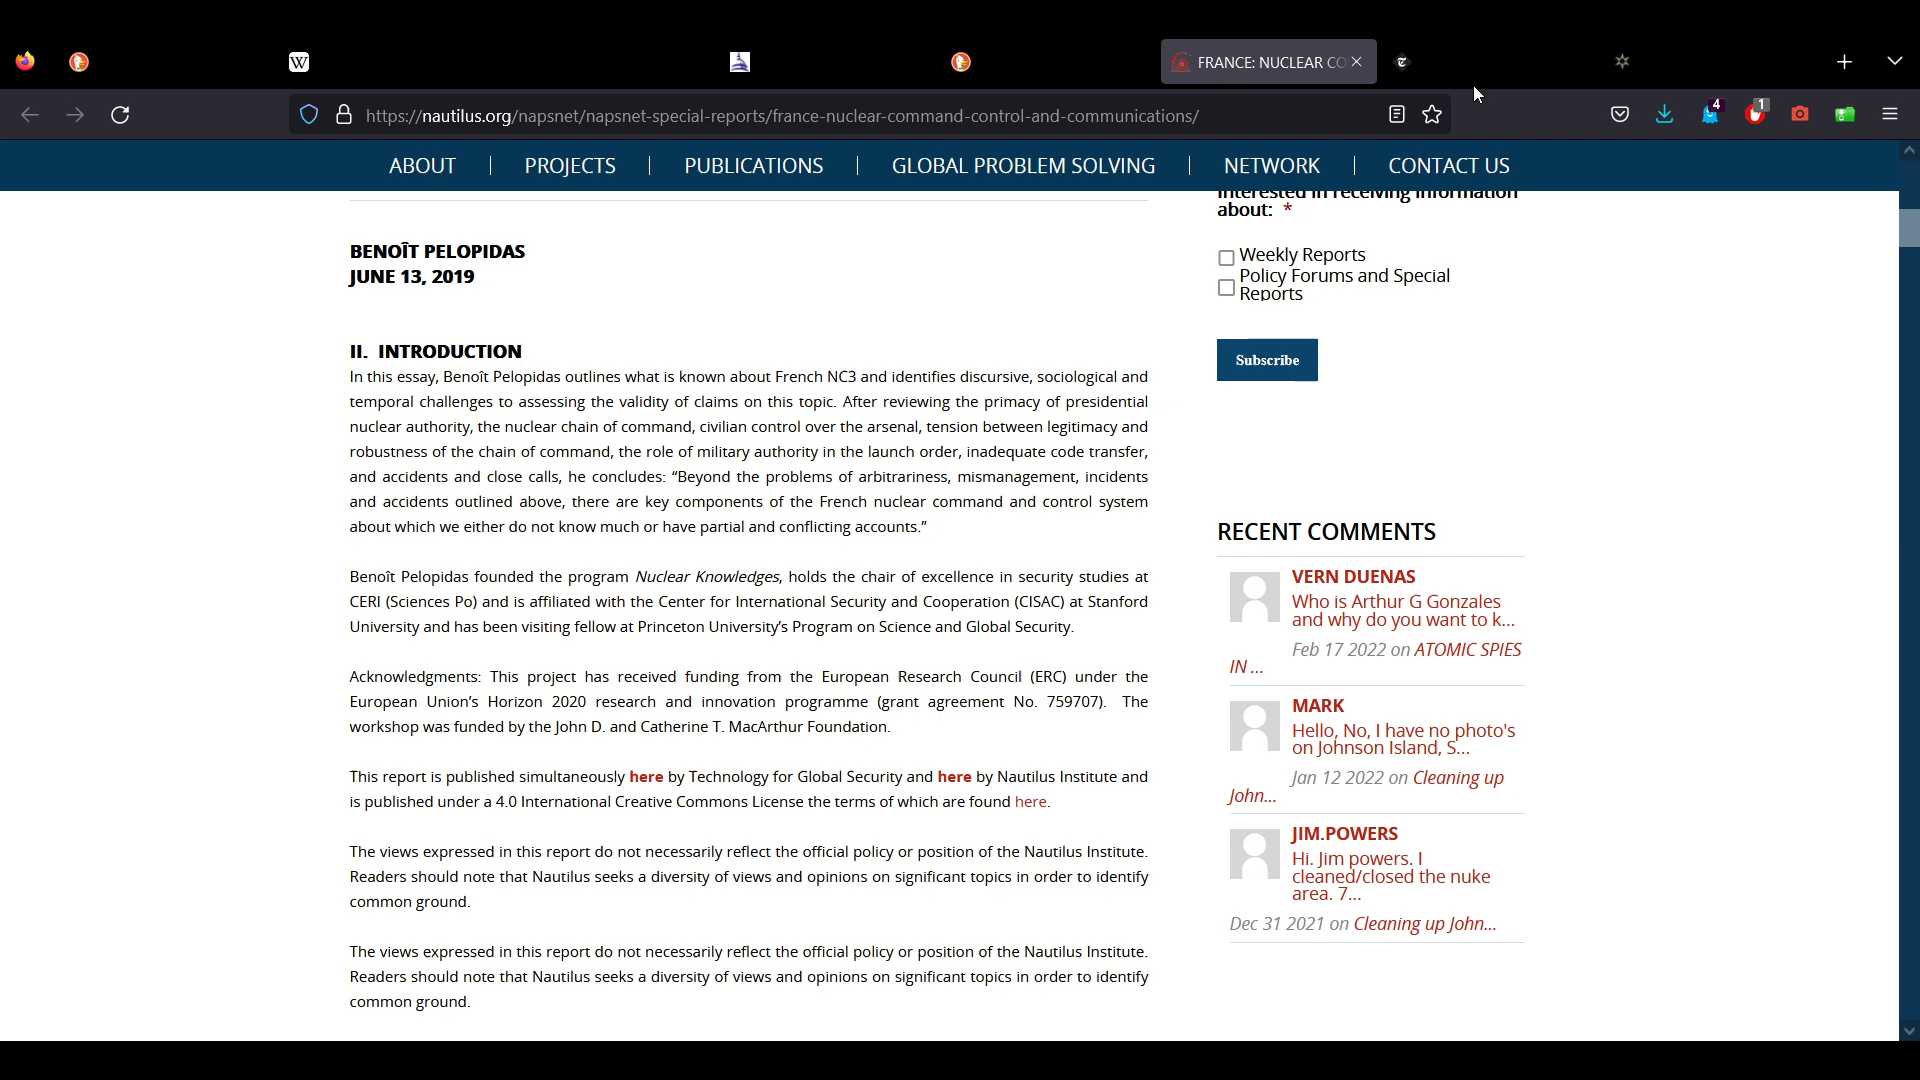 W
FRANCE: NUCLEAR CO
https://nautilus.org/napsnet/napsnet-special-reports/france-nuclear-command-control-and-communications/
4
1
ABOUT | PROJECTS | PUBLICATIONS | GLOBAL PROBLEM SOLVING | NETWORK | CONTACT US
BENOÎT PELOPIDAS
JUNE 13, 2019
II. INTRODUCTION
In this essay, Benoît Pelopidas outlines what is known about French NC3 and identifies discursive, sociological and
temporal challenges to assessing the validity of claims on this topic. After reviewing the primacy of presidential
nuclear authority, the nuclear chain of command, civilian control over the arsenal, tension between legitimacy and
robustness of the chain of command, the role of military authority in the launch order, inadequate code transfer,
and accidents and close calls, he concludes: “Beyond the problems of arbitrariness, mismanagement, incidents
and accidents outlined above, there are key components of the French nuclear command and control system
about which we either do not know much or have partial and conflicting accounts.”
Benoît Pelopidas founded the program Nuclear Knowledges, holds the chair of excellence in security studies at
CERI (Sciences Po) and is affiliated with the Center for International Security and Cooperation (CISAC) at Stanford
University and has been visiting fellow at Princeton University’s Program on Science and Global Security.
Acknowledgments: This project has received funding from the European Research Council (ERC) under the
European Union’s Horizon 2020 research and innovation programme (grant agreement No. 759707). The
workshop was funded by the John D. and Catherine T. MacArthur Foundation.
This report is published simultaneously here by Technology for Global Security and here by Nautilus Institute and
is published under a 4.0 International Creative Commons License the terms of which are found here.
The views expressed in this report do not necessarily reflect the official policy or position of the Nautilus Institute.
Readers should note that Nautilus seeks a diversity of views and opinions on significant topics in order to identify
common ground.
The views expressed in this report do not necessarily reflect the official policy or position of the Nautilus Institute.
Readers should note that Nautilus seeks a diversity of views and opinions on significant topics in order to identify
common ground.
interested in receiving information
about: *
Weekly Reports
Policy Forums and Special
Reports
Subscribe
RECENT COMMENTS
VERN DUENAS
Who is Arthur G Gonzales
and why do you want to k...
Feb 17 2022 on ATOMIC SPIES
IN ...
MARK
Hello, No, I have no photo's
on Johnson Island, S...
Jan 12 2022 on Cleaning up
John...
JIM.POWERS
Hi. Jim powers. I
cleaned/closed the nuke
area. 7...
Dec 31 2021 on Cleaning up John...